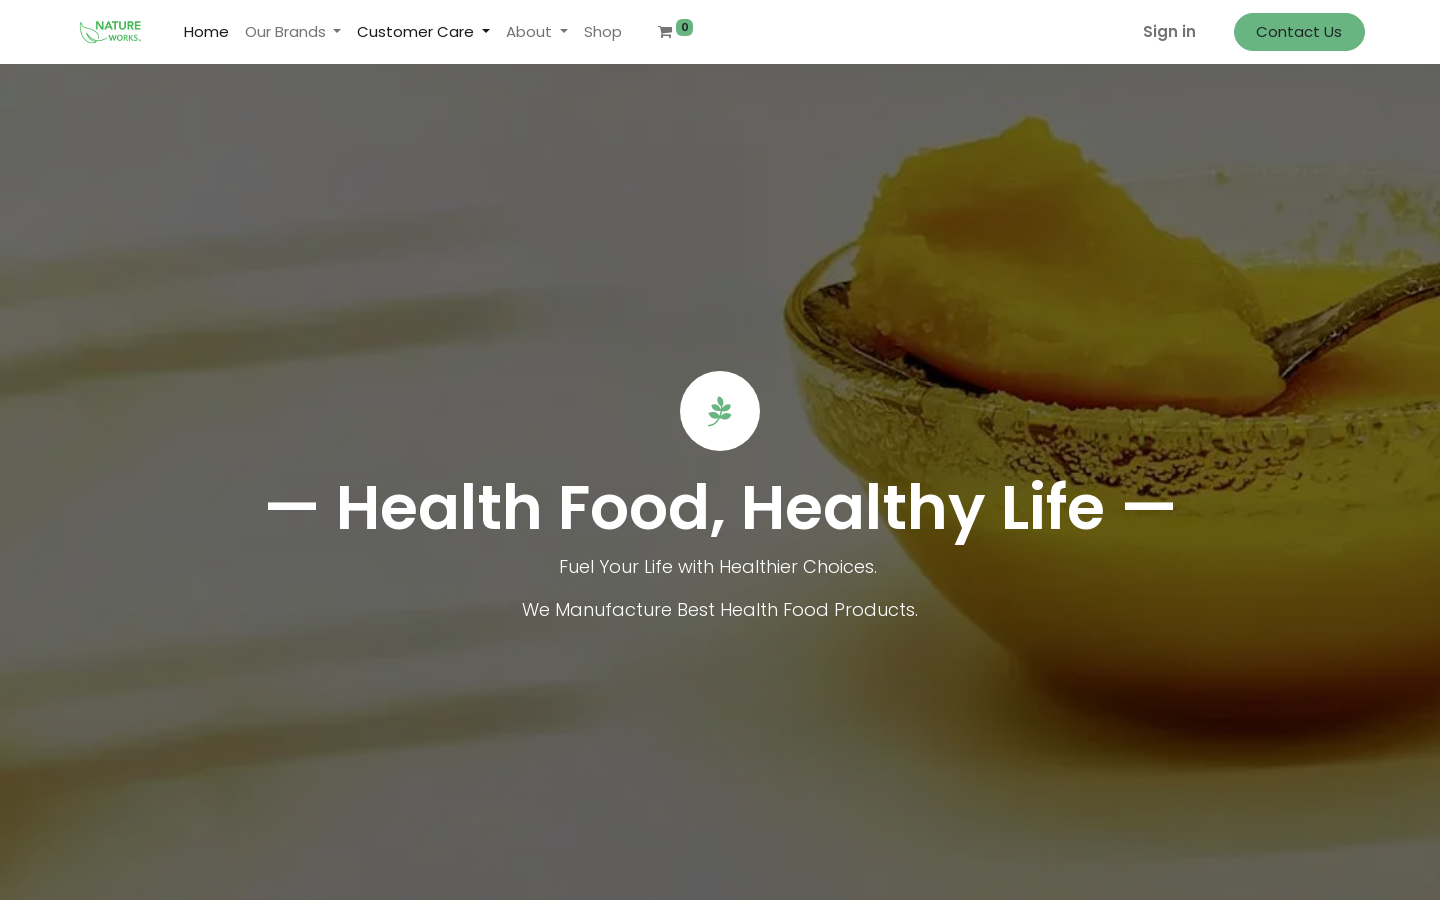 NATURE
WORKS.
Home
Our Brands
Customer Care
About
Shop
0
Sign in
Contact Us
— Health Food, Healthy Life —
Fuel Your Life with Healthier Choices.
We Manufacture Best Health Food Products.